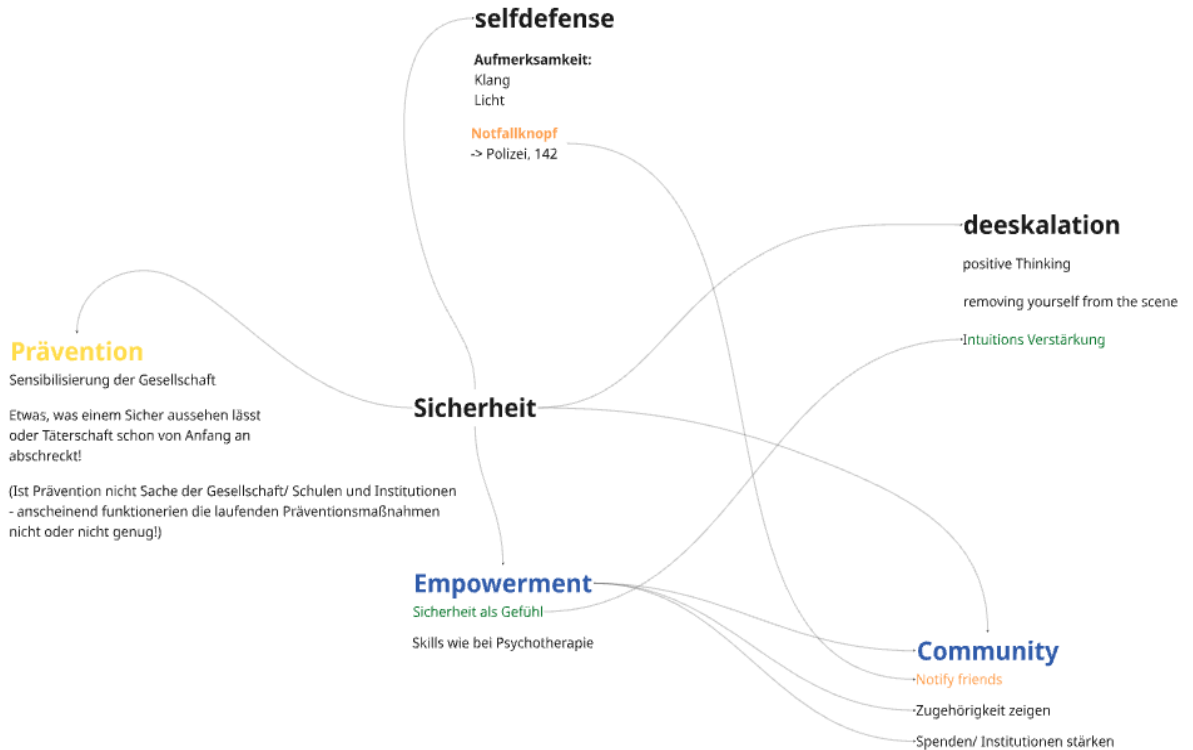 selfdefense
Aufmerksamkeit:
Klang
Licht
Notfallknopf
-> Polizei, 142
deeskalation
positive Thinking
removing yourself from the scene
Intuitions Verstärkung
Prävention
Sensibilisierung der Gesellschaft
Etwas, was einem Sicher aussehen lässt
oder Täterschaft schon von Anfang an
abschreckt!
(Ist Prävention nicht Sache der Gesellschaft/ Schulen und Institutionen
- anscheinend funktionerien die laufenden Präventionsmaßnahmen
nicht oder nicht genug!)
Sicherheit
Empowerment
Sicherheit als Gefühl
Skills wie bei Psychotherapie
Community
Notify friends
Zugehörigkeit zeigen
Spenden/ Institutionen stärken